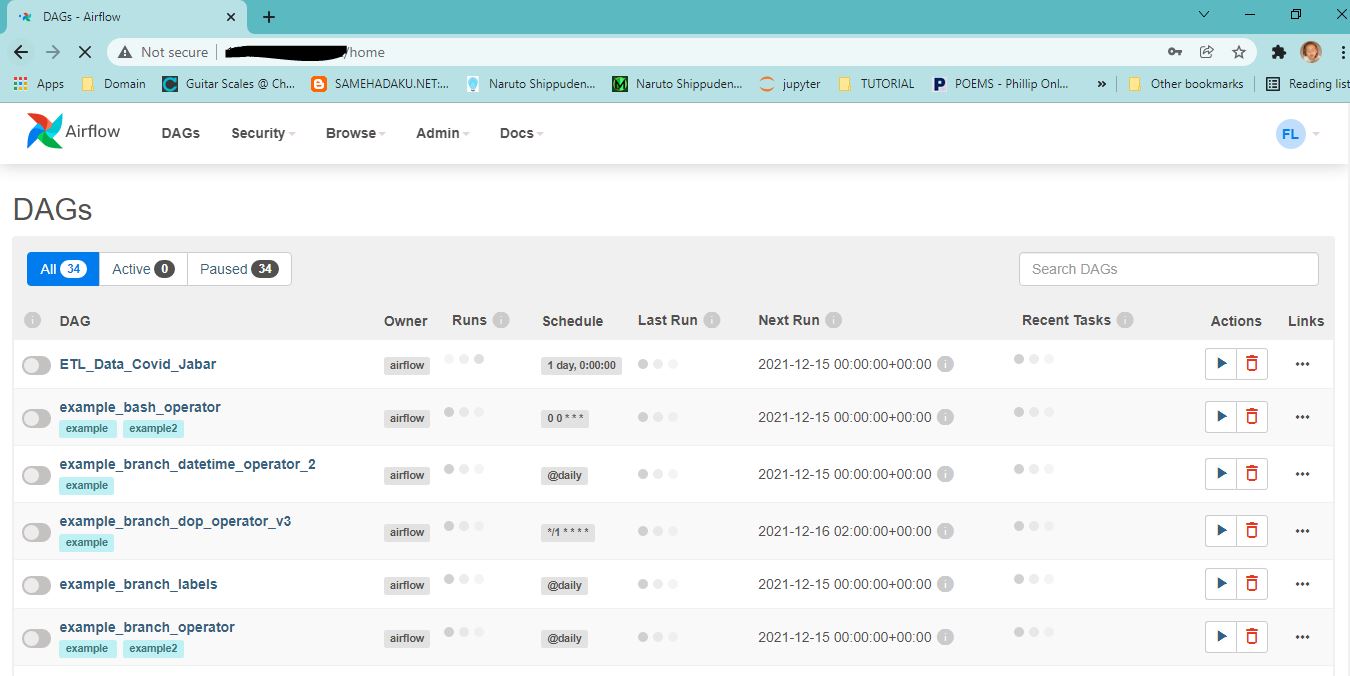 DAGs - Airflow
Not secure /home
Apps Domain Guitar Scales @ Ch... SAMEHADAKU.NET:... Naruto Shippuden... Naruto Shippuden... jupyter TUTORIAL POEMS - Phillip Onl... » Other bookmarks Reading list
Airflow DAGs Security Browse Admin Docs FL
DAGs
All 34 Active 0 Paused 34 Search DAGs
DAG Owner Runs Schedule Last Run Next Run Recent Tasks Actions Links
ETL_Data_Covid_Jabar airflow 1 day, 0:00:00 2021-12-15 00:00:00+00:00
example_bash_operator airflow 0 0 * * * 2021-12-15 00:00:00+00:00
example example2
example_branch_datetime_operator_2 airflow @daily 2021-12-15 00:00:00+00:00
example
example_branch_dop_operator_v3 airflow */1 * * * * 2021-12-16 02:00:00+00:00
example
example_branch_labels airflow @daily 2021-12-15 00:00:00+00:00
example_branch_operator airflow @daily 2021-12-15 00:00:00+00:00
example example2